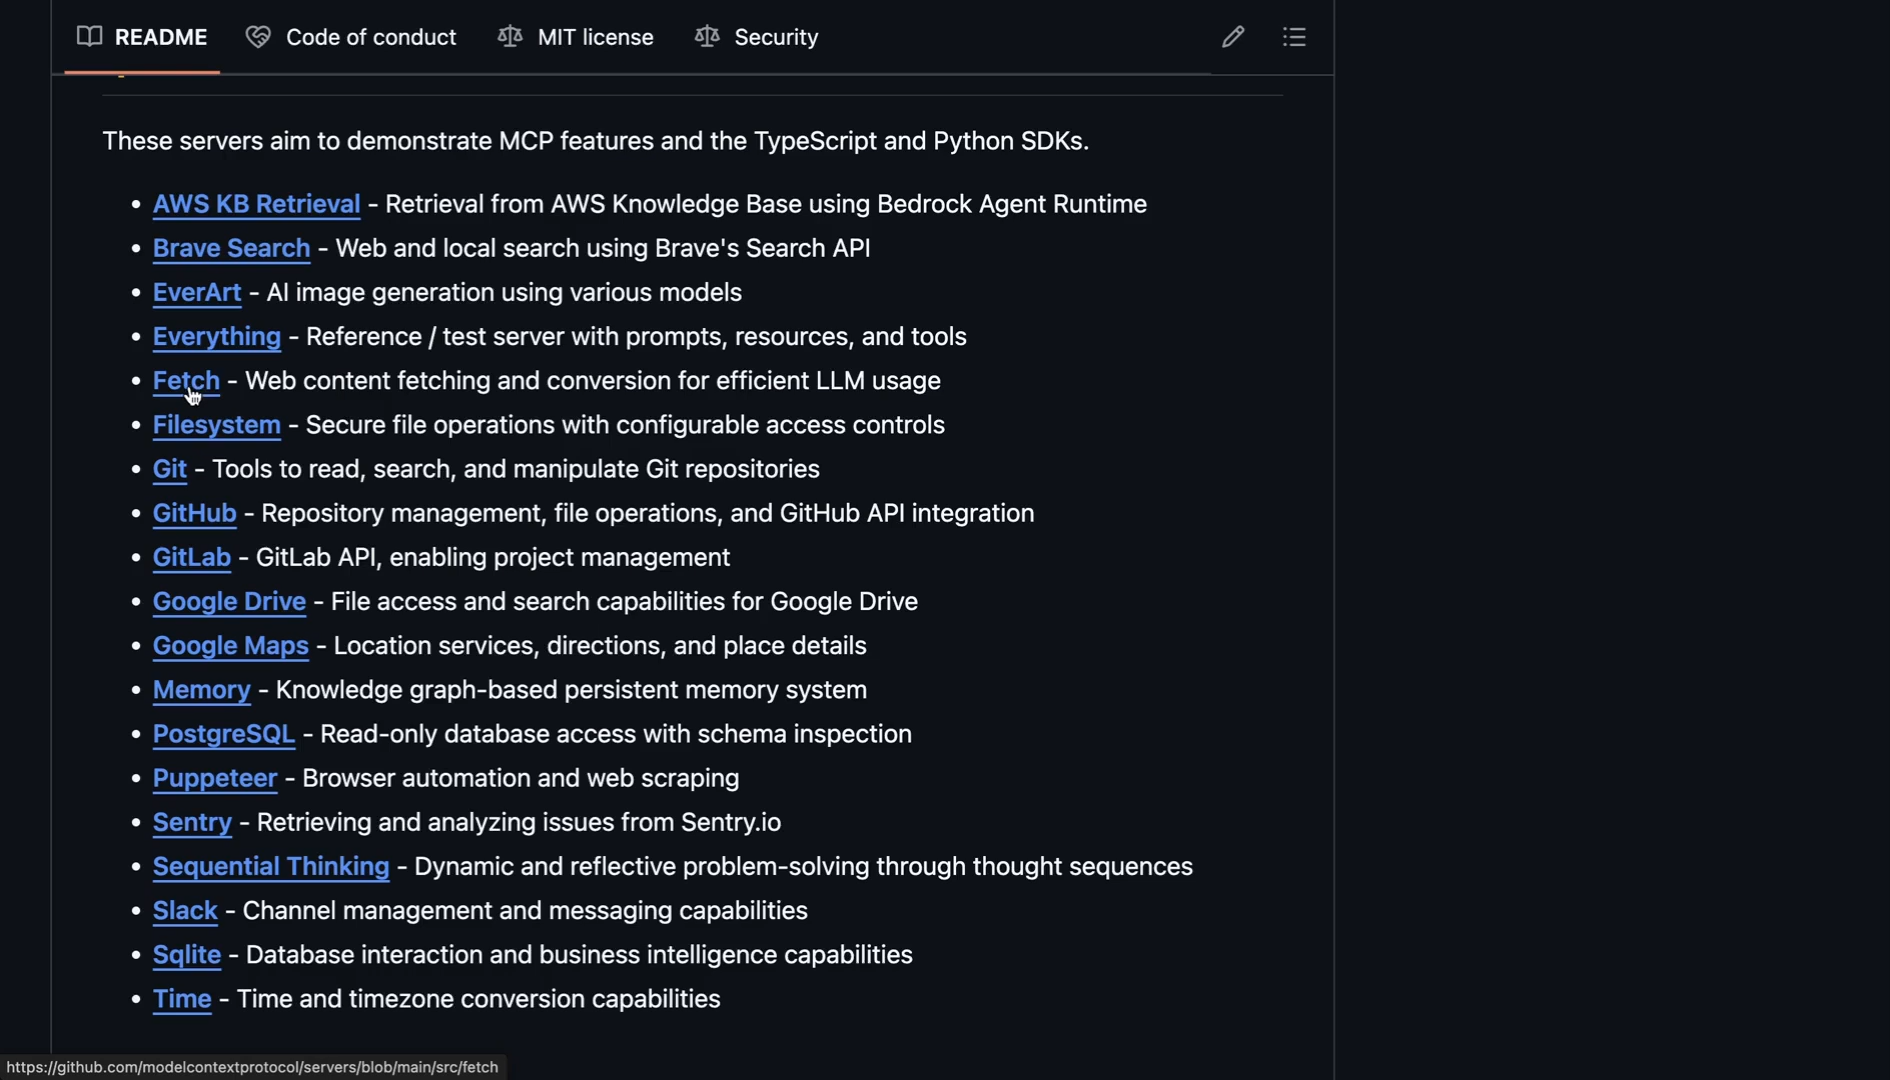 README Code of conduct MIT license Security
These servers aim to demonstrate MCP features and the TypeScript and Python SDKs.
• AWS KB Retrieval - Retrieval from AWS Knowledge Base using Bedrock Agent Runtime
• Brave Search - Web and local search using Brave's Search API
• EverArt - AI image generation using various models
• Everything - Reference / test server with prompts, resources, and tools
• Fetch - Web content fetching and conversion for efficient LLM usage
• Filesystem - Secure file operations with configurable access controls
• Git - Tools to read, search, and manipulate Git repositories
• GitHub - Repository management, file operations, and GitHub API integration
• GitLab - GitLab API, enabling project management
• Google Drive - File access and search capabilities for Google Drive
• Google Maps - Location services, directions, and place details
• Memory - Knowledge graph-based persistent memory system
• PostgreSQL - Read-only database access with schema inspection
• Puppeteer - Browser automation and web scraping
• Sentry - Retrieving and analyzing issues from Sentry.io
• Sequential Thinking - Dynamic and reflective problem-solving through thought sequences
• Slack - Channel management and messaging capabilities
• Sqlite - Database interaction and business intelligence capabilities
• Time - Time and timezone conversion capabilities
https://github.com/modelcontextprotocol/servers/blob/main/src/fetch